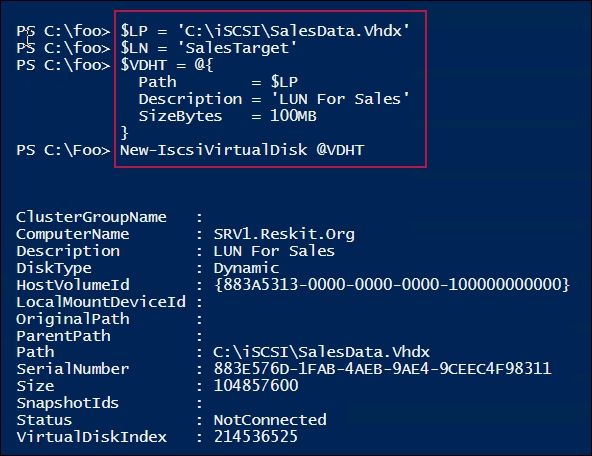 PS C:\foo> $LP = 'C:\iSCSI\SalesData.Vhdx'
PS C:\foo> $LN = 'SalesTarget'
PS C:\foo> $VDHT = @{
Path        = $LP
Description = 'LUN For Sales'
SizeBytes   = 100MB
}
PS C:\Foo> New-IscsiVirtualDisk @VDHT
ClusterGroupName   :
ComputerName       : SRV1.Reskit.Org
Description        : LUN For Sales
DiskType           : Dynamic
HostVolumeId       : {883A5313-0000-0000-0000-100000000000}
LocalMountDeviceId :
OriginalPath       :
ParentPath         :
Path               : C:\iSCSI\SalesData.Vhdx
SerialNumber       : 883E576D-1FAB-4AEB-9AE4-9CEEC4F98311
Size               : 104857600
SnapshotIds        :
Status             : NotConnected
VirtualDiskIndex   : 214536525